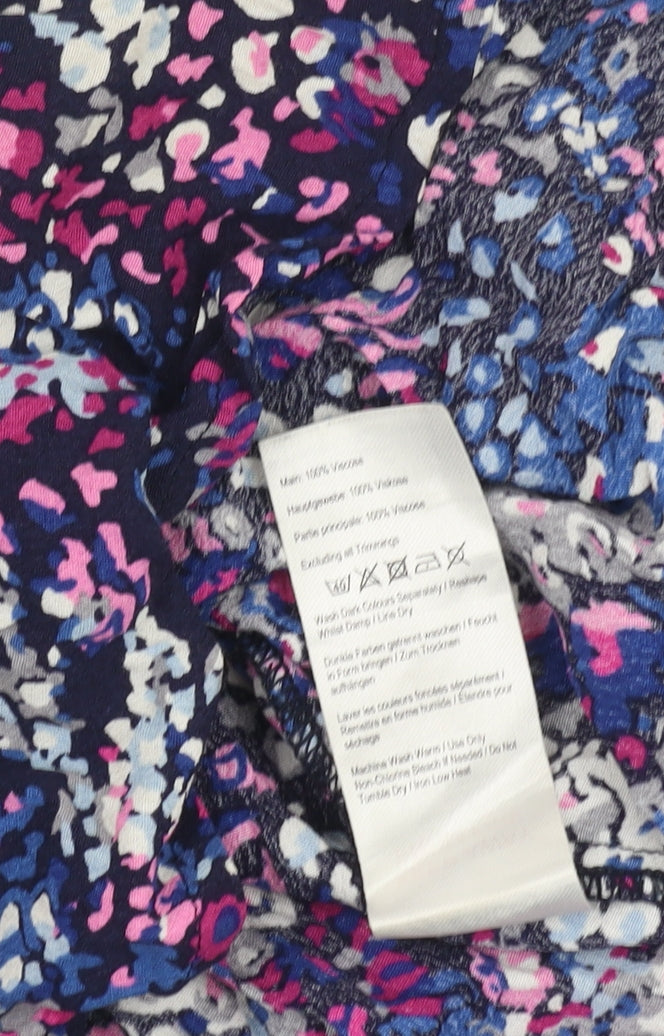 Main: 100% Viscose
Hauptgewebe: 100% Viskose
Partie principale: 100% Viscose
Excluding all Trimmings
40
Wash Dark Colours Separately / Reshape
Whilst Damp / Line Dry
Dunkle Farben getrennt waschen / Feucht
in Form bringen / Zum Trocknen
aufhängen
Laver les couleurs foncées séparément /
Remettre en forme humide / Étendre pour
séchage
Machine Wash Warm / Use Only
Non-Chlorine Bleach If Needed / Do Not
Tumble Dry / Iron Low Heat